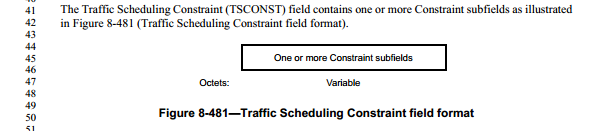 41 The Traffic Scheduling Constraint (TSCONST) field contains one or more Constraint subfields as illustrated
42 in Figure 8-481 (Traffic Scheduling Constraint field format).
43
44
45 One or more Constraint subfields
46
47 Octets: Variable
48
49
50 Figure 8-481—Traffic Scheduling Constraint field format